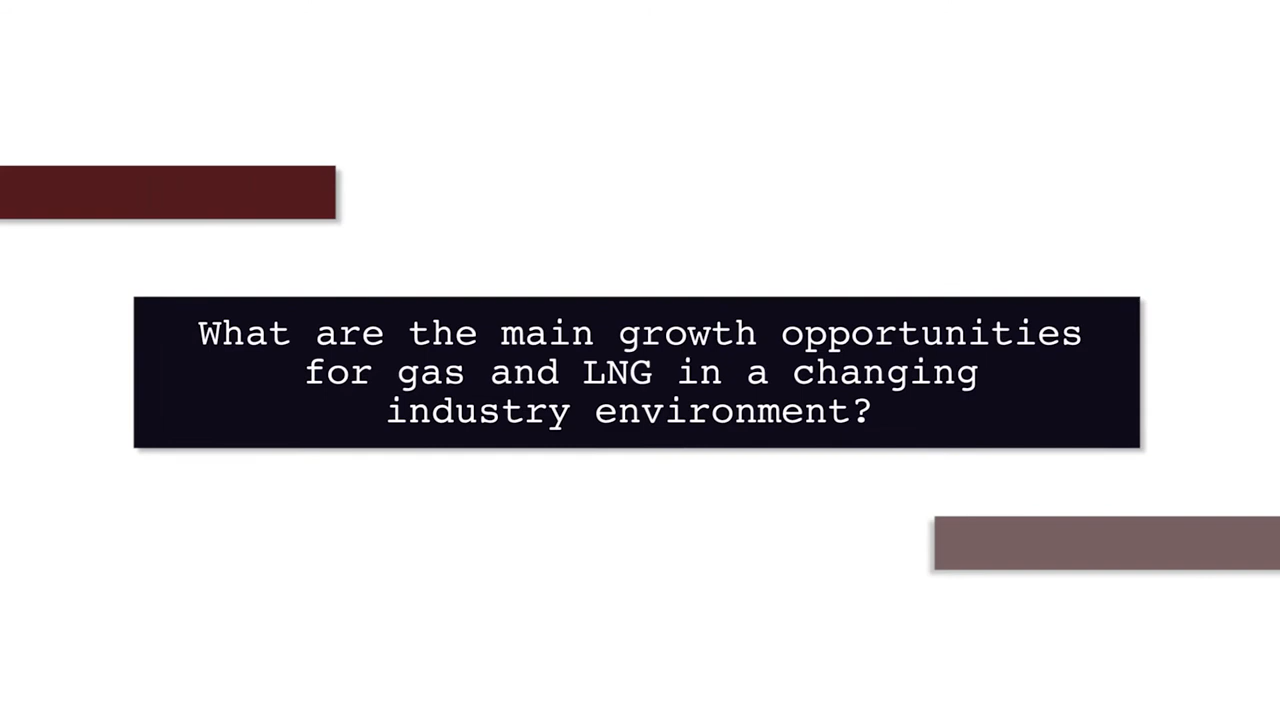 What are the main growth opportunities
for gas and LNG in a changing
industry environment?